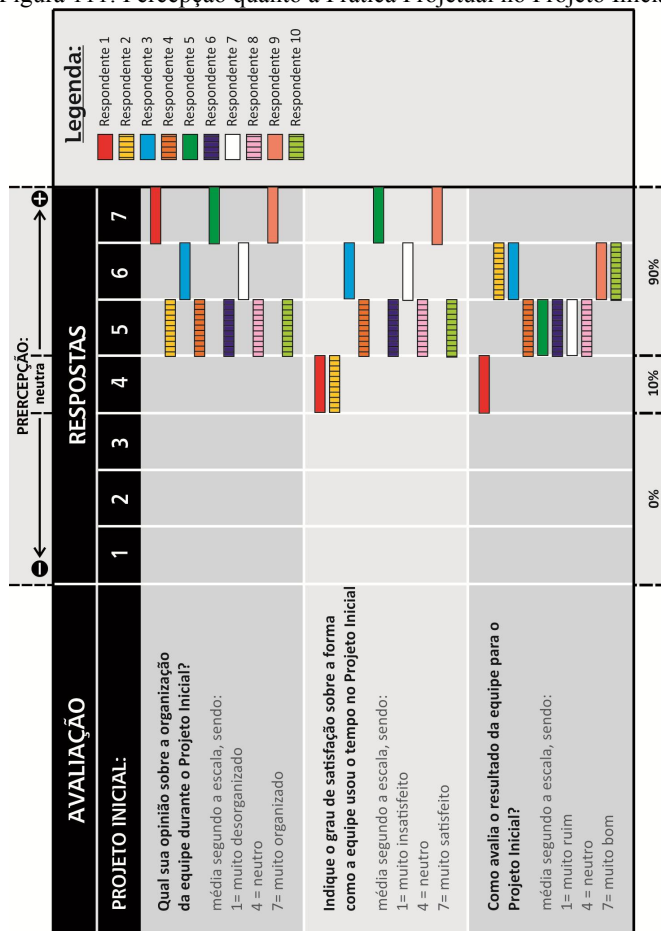 Figura 111: Percepção quanto à Prática Projetual no Projeto Inicial
PRERCEPÇÃO:
neutra
AVALIAÇÃO
RESPOSTAS
Legenda:
Respondente 1
Respondente 2
Respondente 3
Respondente 4
Respondente 5
Respondente 6
Respondente 7
Respondente 8
Respondente 9
Respondente 10
PROJETO INICIAL:
1 2 3 4 5 6 7
Qual sua opinião sobre a organização
da equipe durante o Projeto Inicial?
média segundo a escala, sendo:
1= muito desorganizado
4 = neutro
7= muito organizado
Indique o grau de satisfação sobre a forma
como a equipe usou o tempo no Projeto Inicial
média segundo a escala, sendo:
1= muito insatisfeito
4 = neutro
7= muito satisfeito
Como avalia o resultado da equipe para o
Projeto Inicial?
média segundo a escala, sendo:
1= muito ruim
4 = neutro
7= muito bom
0% 10% 90%